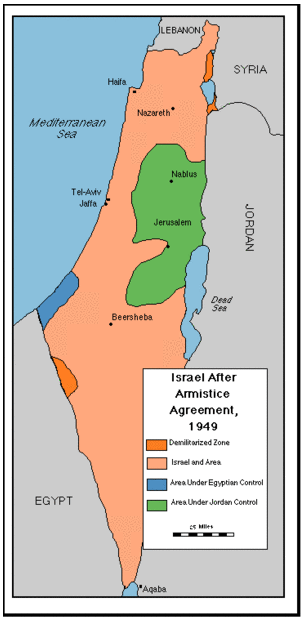 LEBANON
SYRIA
Haifa
Mediterranean
Sea
Nazareth
Nablus
Tel-Aviv
Jaffa
Jerusalem
JORDAN
Dead
Sea
Beersheba
Israel After
Armistice
Agreement,
1949
Demilitarized Zone
Israel and Area
Area Under Egyptian Control
Area Under Jordan Control
25 Miles
EGYPT
Aqaba